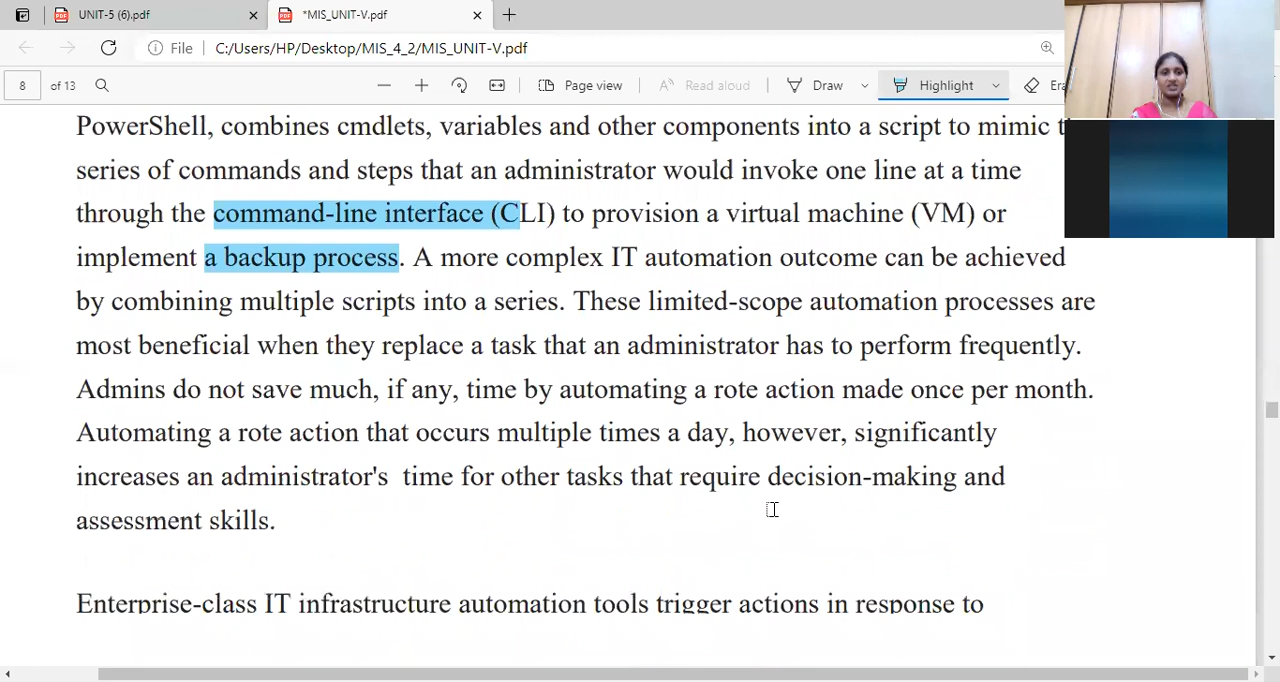 UNIT-5 (6).pdf
*MIS_UNIT-V.pdf
File C:/Users/HP/Desktop/MIS_4_2/MIS_UNIT-V.pdf
8 of 13 Page view Read aloud Draw Highlight
PowerShell, combines cmdlets, variables and other components into a script to mimic
series of commands and steps that an administrator would invoke one line at a time
through the command-line interface (CLI) to provision a virtual machine (VM) or
implement a backup process. A more complex IT automation outcome can be achieved
by combining multiple scripts into a series. These limited-scope automation processes are
most beneficial when they replace a task that an administrator has to perform frequently.
Admins do not save much, if any, time by automating a rote action made once per month.
Automating a rote action that occurs multiple times a day, however, significantly
increases an administrator's time for other tasks that require decision-making and
assessment skills.
Enterprise-class IT infrastructure automation tools trigger actions in response to